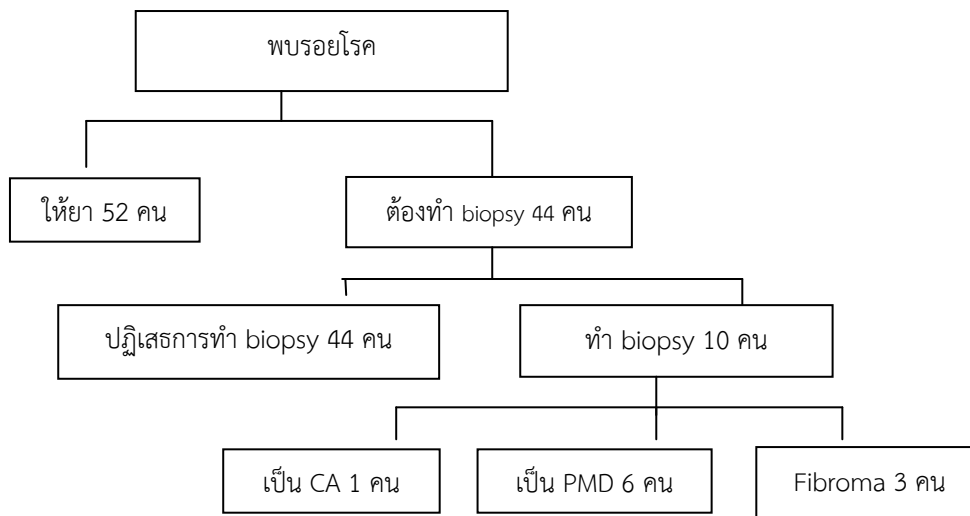 พบรอยโรค
ให้ยา 52 คน
ต้องทำ biopsy 44 คน
ปฏิเสธการทำ biopsy 44 คน
ทำ biopsy 10 คน
เป็น CA 1 คน
เป็น PMD 6 คน
Fibroma 3 คน